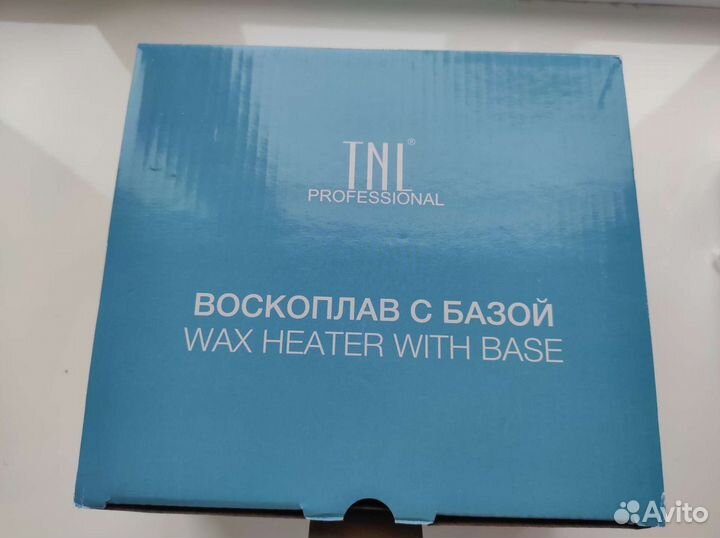 TNL®
PROFESSIONAL
ВОСКОПЛАВ С БАЗОЙ
WAX HEATER WITH BASE
Avito